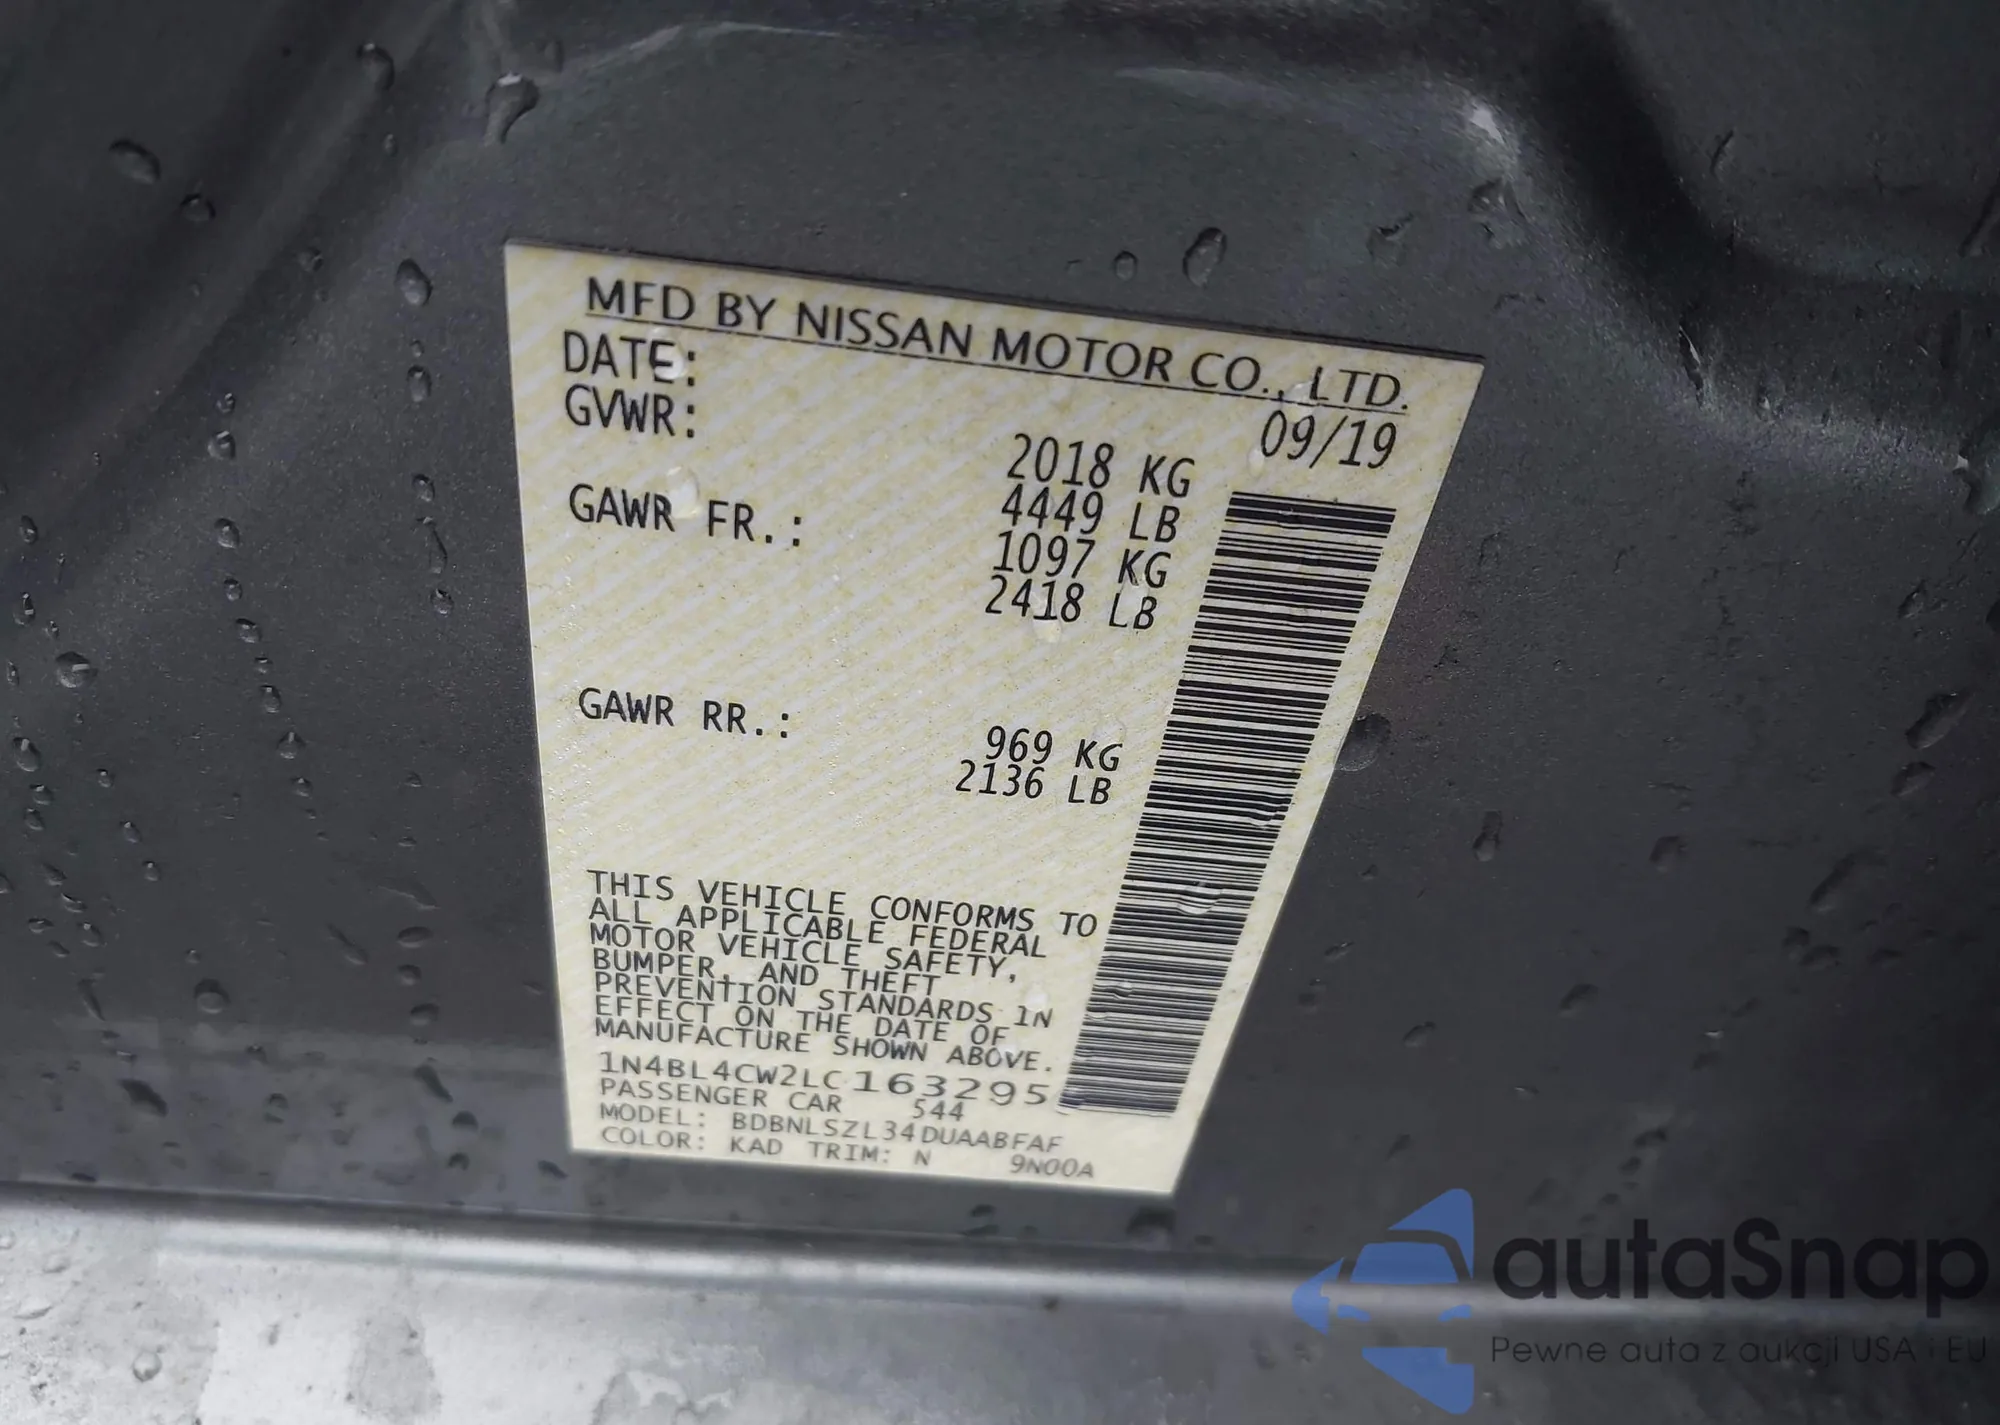 MFD BY NISSAN MOTOR CO., LTD.
DATE: 09/19
GVWR: 2018 KG
4449 LB
GAWR FR.: 1097 KG
2418 LB
GAWR RR.: 969 KG
2136 LB
THIS VEHICLE CONFORMS TO
ALL APPLICABLE FEDERAL
MOTOR VEHICLE SAFETY,
BUMPER, AND THEFT
PREVENTION STANDARDS IN
EFFECT ON THE DATE OF
MANUFACTURE SHOWN ABOVE.
1N4BL4CW2LC163295
PASSENGER CAR 544
MODEL: BDBNLSZL34DUAABFAF
COLOR: KAD TRIM: N 9N00A
autaSnap
Pewne auta z aukcji USA i EU